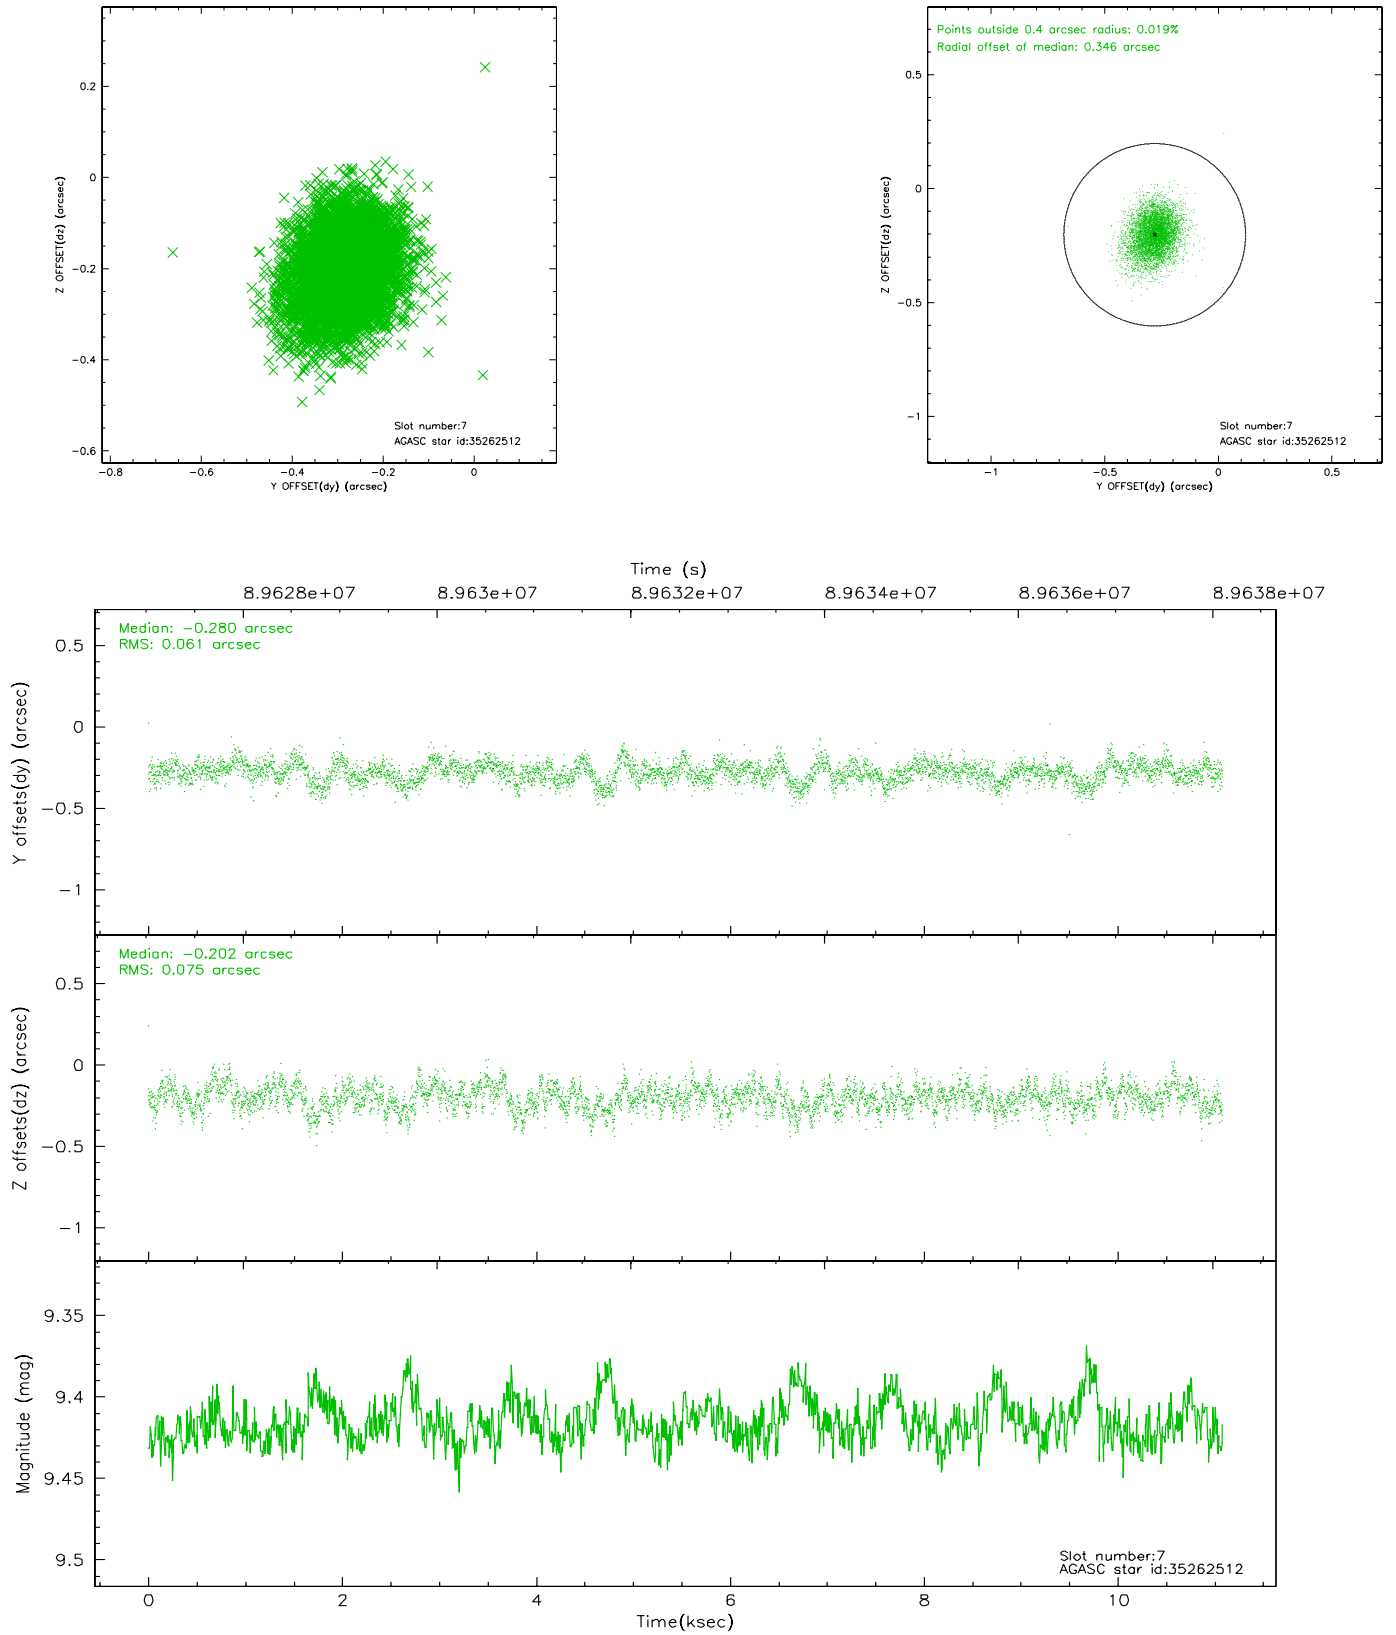 0.2
0
-0.2
-0.4
-0.6
Z OFFSET(dz) (arcsec)
Slot number:7
AGASC star id:35262512
-0.8 -0.6 -0.4 -0.2 0
Y OFFSET(dy) (arcsec)
Points outside 0.4 arcsec radius: 0.019%
Radial offset of median: 0.346 arcsec
0.5
0
-0.5
-1
Z OFFSET(dz) (arcsec)
Slot number:7
AGASC star id:35262512
-1 -0.5 0 0.5
Y OFFSET(dy) (arcsec)
Time (s)
8.9628e+07 8.963e+07 8.9632e+07 8.9634e+07 8.9636e+07 8.9638e+07
Median: -0.280 arcsec
RMS: 0.061 arcsec
0.5
0
-0.5
-1
Y offsets(dy) (arcsec)
Median: -0.202 arcsec
RMS: 0.075 arcsec
0.5
0
-0.5
-1
Z offsets(dz) (arcsec)
9.35
9.4
9.45
9.5
Magnitude (mag)
Slot number:7
AGASC star id:35262512
0 2 4 6 8 10
Time(ksec)